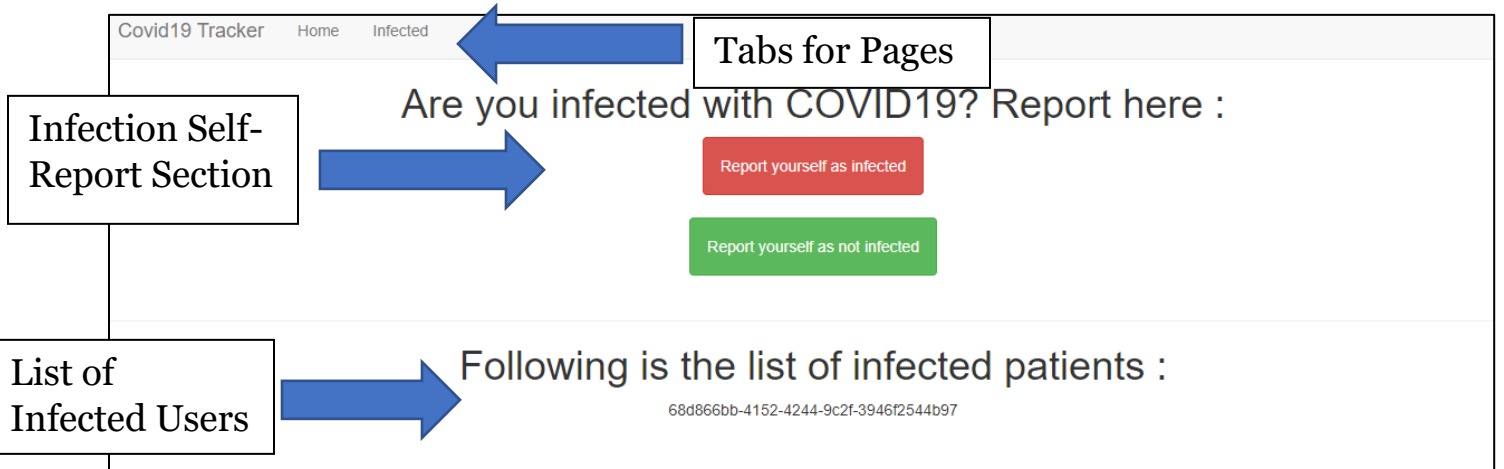 Covid19 Tracker Home Infected
Tabs for Pages
Are you infected with COVID19? Report here :
Infection Self-
Report Section
Report yourself as infected
Report yourself as not infected
List of
Infected Users
Following is the list of infected patients :
68d866bb-4152-4244-9c2f-3946f2544b97